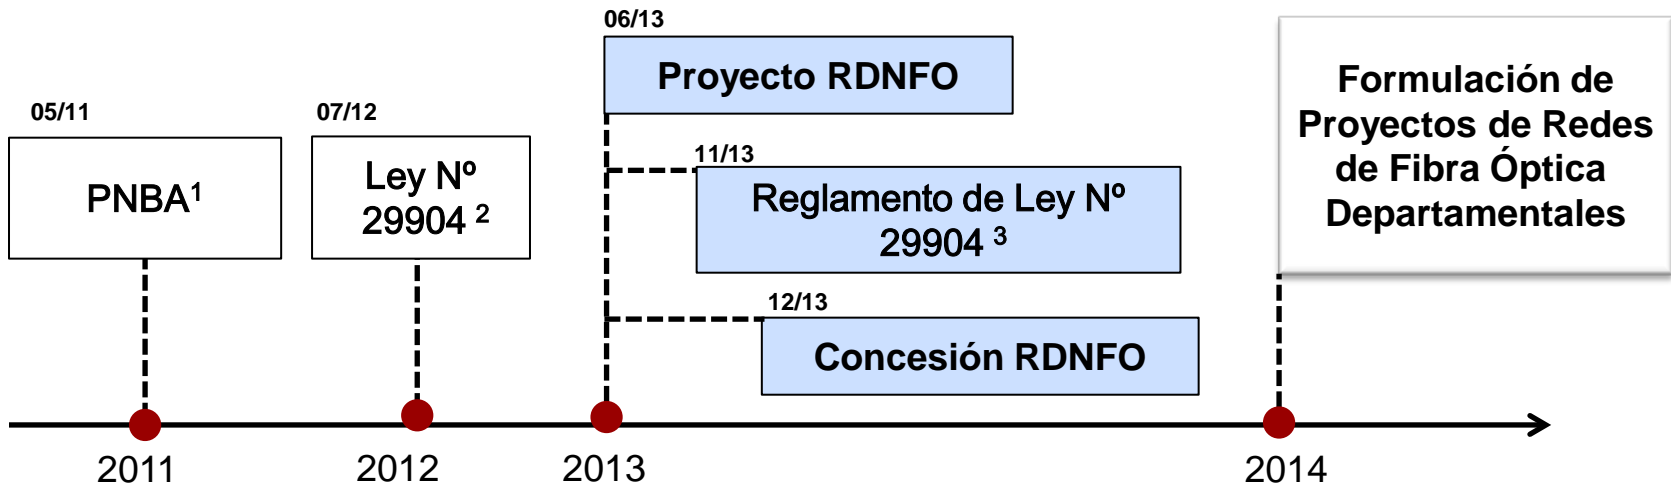 05/11
PNBA¹
07/12
Ley Nº
29904 ²
06/13
Proyecto RDNFO
11/13
Reglamento de Ley Nº
29904 ³
12/13
Concesión RDNFO
Formulación de
Proyectos de Redes
de Fibra Óptica
Departamentales
2011
2012
2013
2014